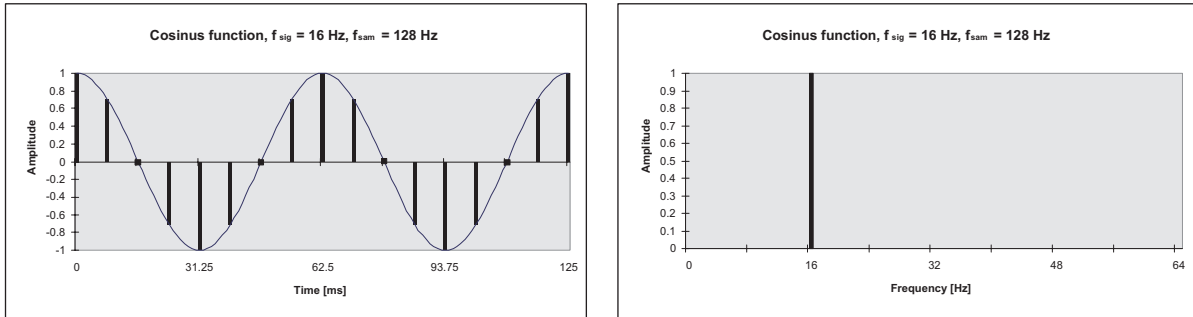 Cosinus function, f sig = 16 Hz, f sam = 128 Hz
1
0.8
0.6
0.4
0.2
0
-0.2
-0.4
-0.6
-0.8
-1
Amplitude
0 31.25 62.5 93.75 125
Time [ms]
Cosinus function, f sig = 16 Hz, f sam = 128 Hz
1
0.9
0.8
0.7
0.6
0.5
0.4
0.3
0.2
0.1
0
Amplitude
0 16 32 48 64
Frequency [Hz]